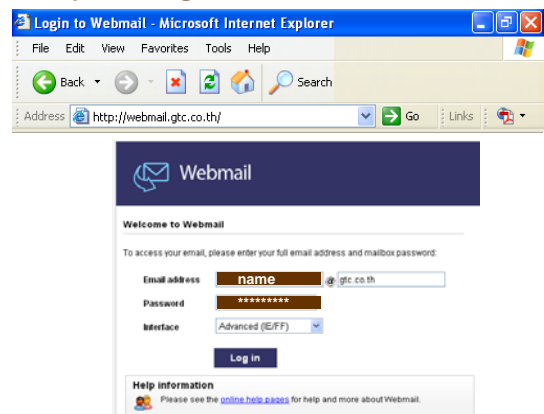 Login to Webmail - Microsoft Internet Explorer
File Edit View Favorites Tools Help
Back Search
Address http://webmail.gtc.co.th/ Go Links
Webmail
Welcome to Webmail
To access your email, please enter your full email address and mailbox password:
Email address name @ gtc.co.th
Password *********
Interface Advanced (IE/FF)
Log in
Help information
Please see the online help pages for help and more about Webmail.